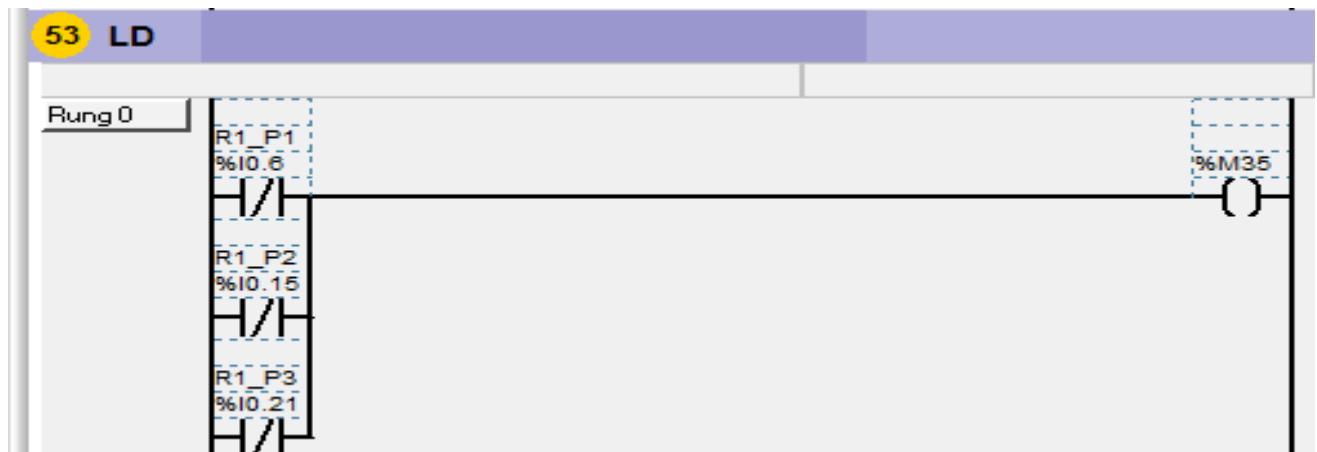 53 LD
Rung 0
R1_P1
%I0.6
%M35
R1_P2
%I0.15
R1_P3
%I0.21